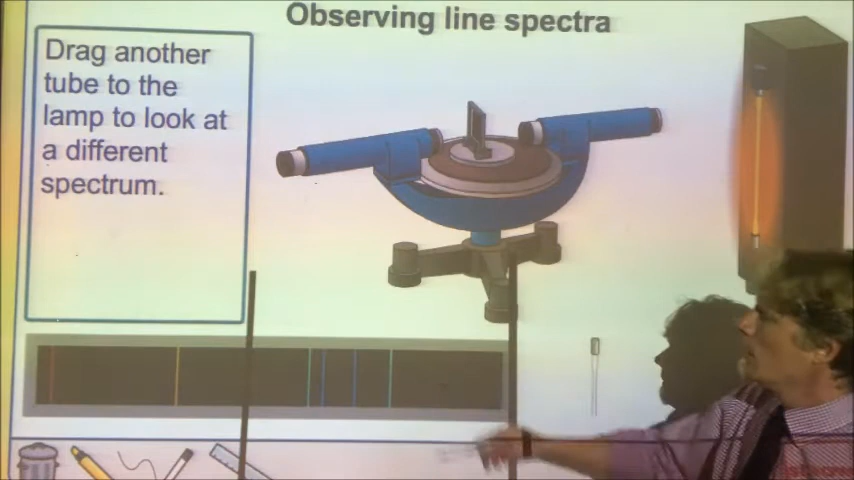 Observing line spectra
Drag another
tube to the
lamp to look at
a different
spectrum.